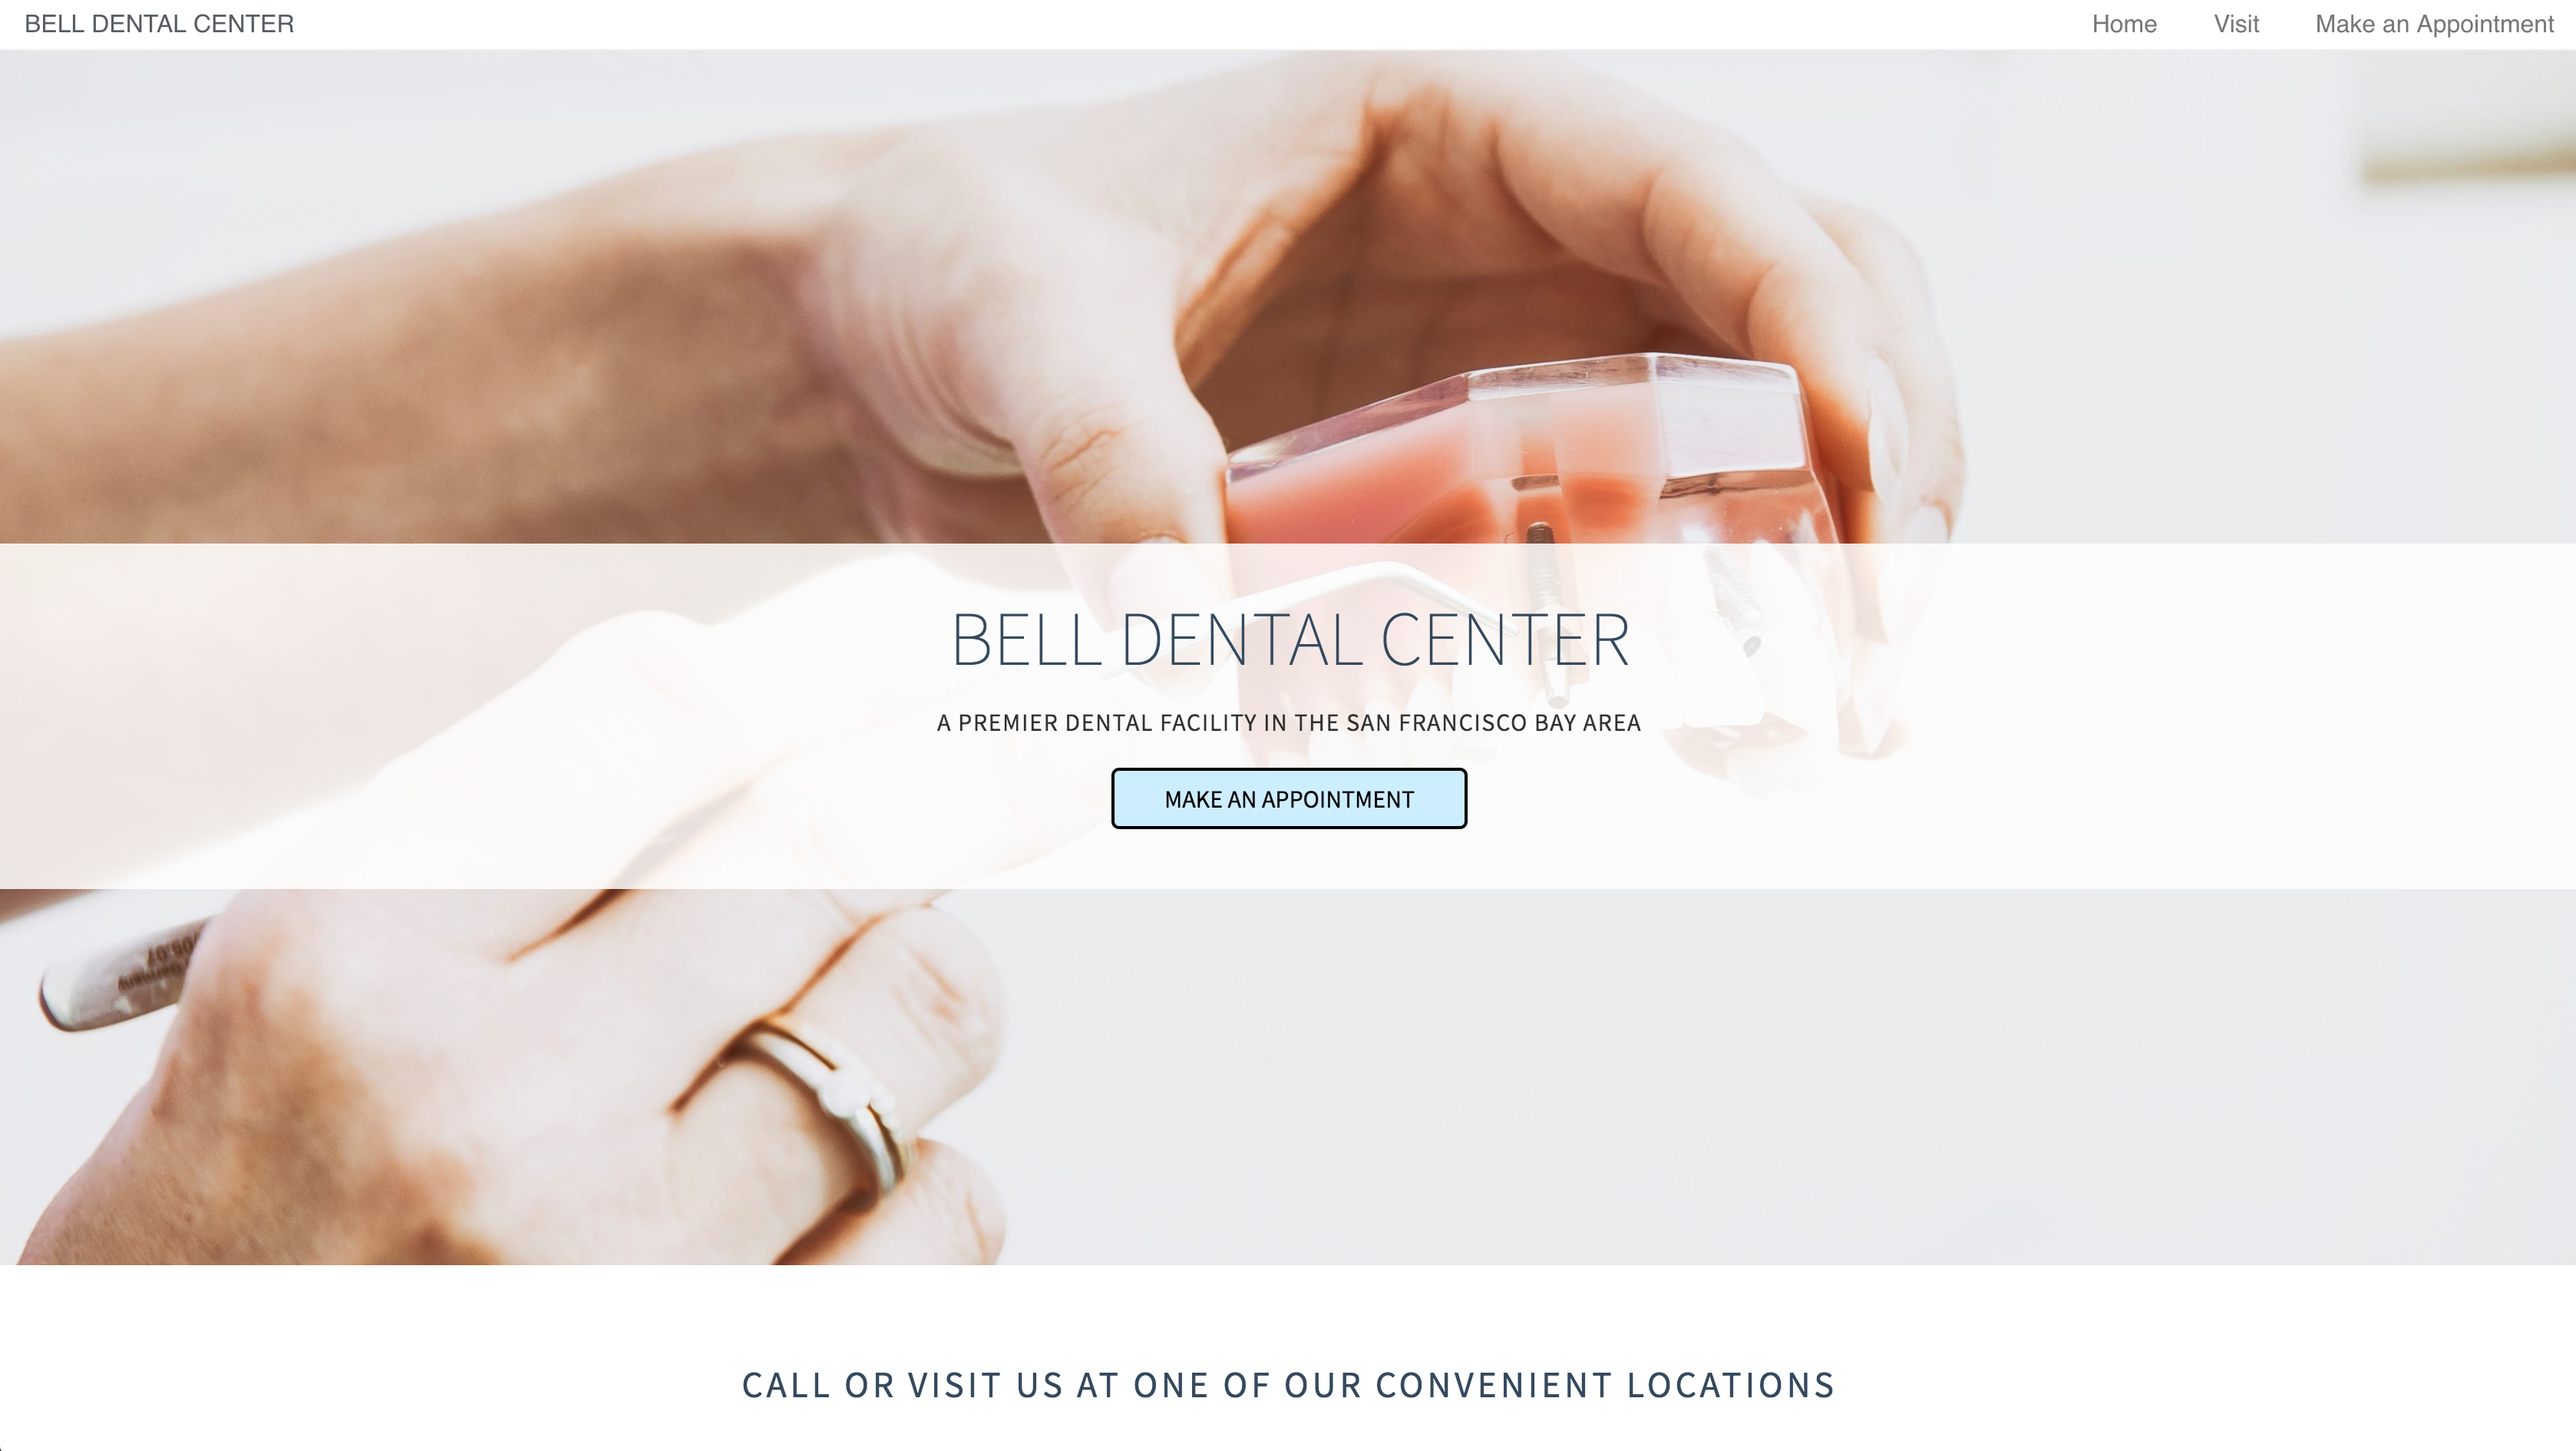 BELL DENTAL CENTER
Home Visit Make an Appointment
BELL DENTAL CENTER
A PREMIER DENTAL FACILITY IN THE SAN FRANCISCO BAY AREA
MAKE AN APPOINTMENT
CALL OR VISIT US AT ONE OF OUR CONVENIENT LOCATIONS